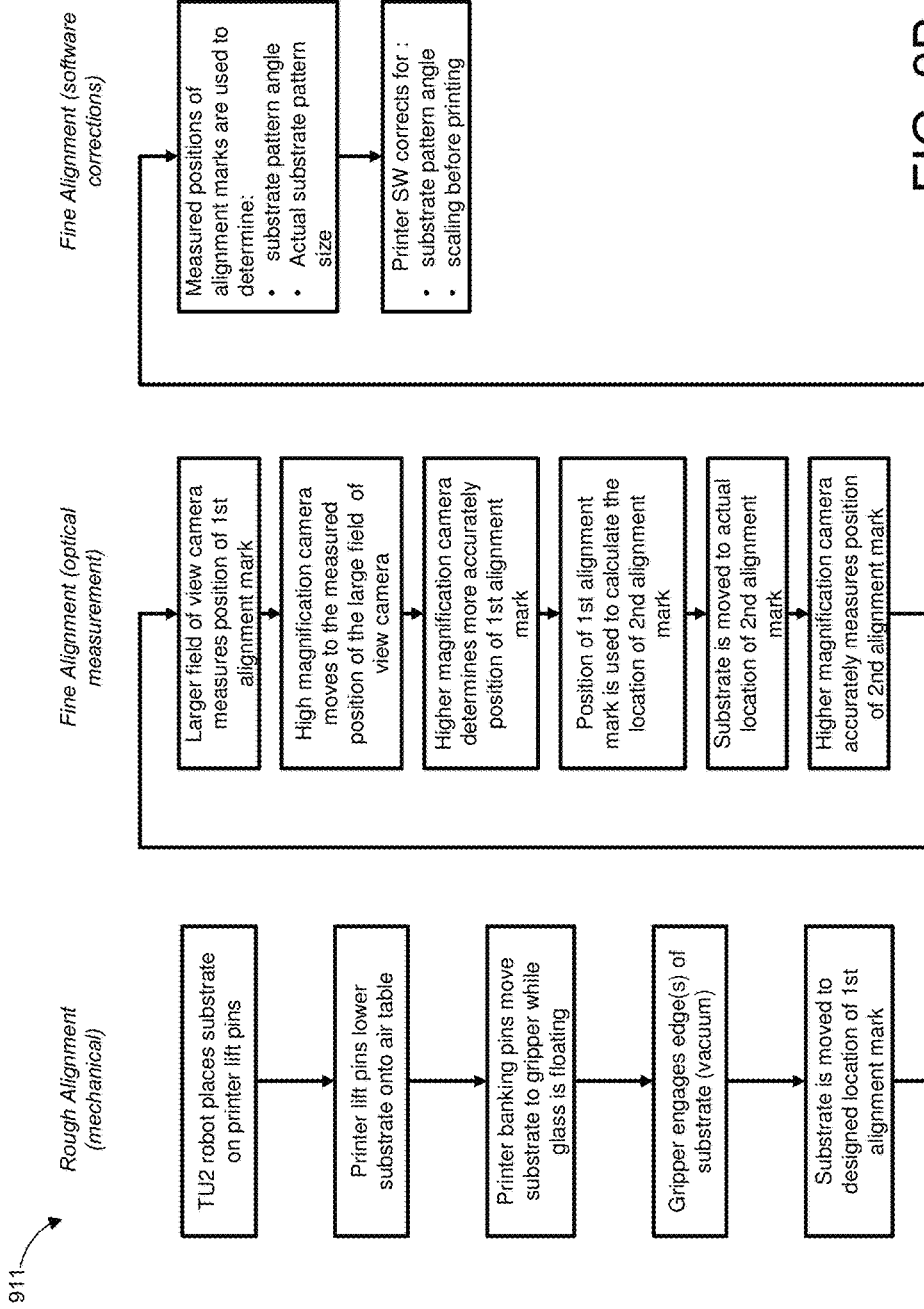 911
Rough Alignment
(mechanical)
TU2 robot places substrate
on printer lift pins
Printer lift pins lower
substrate onto air table
Printer banking pins move
substrate to gripper while
glass is floating
Gripper engages edge(s) of
substrate (vacuum)
Substrate is moved to
designed location of 1st
alignment mark
Fine Alignment (optical
measurement)
Larger field of view camera
measures position of 1st
alignment mark
High magnification camera
moves to the measured
position of the large field of
view camera
Higher magnification camera
determines more accurately
position of 1st alignment
mark
Position of 1st alignment
mark is used to calculate the
location of 2nd alignment
mark
Substrate is moved to actual
location of 2nd alignment
mark
Higher magnification camera
accurately measures position
of 2nd alignment mark
Fine Alignment (software
corrections)
Measured positions of
alignment marks are used to
determine:
• substrate pattern angle
• Actual substrate pattern
size
Printer SW corrects for :
• substrate pattern angle
• scaling before printing
FIG.